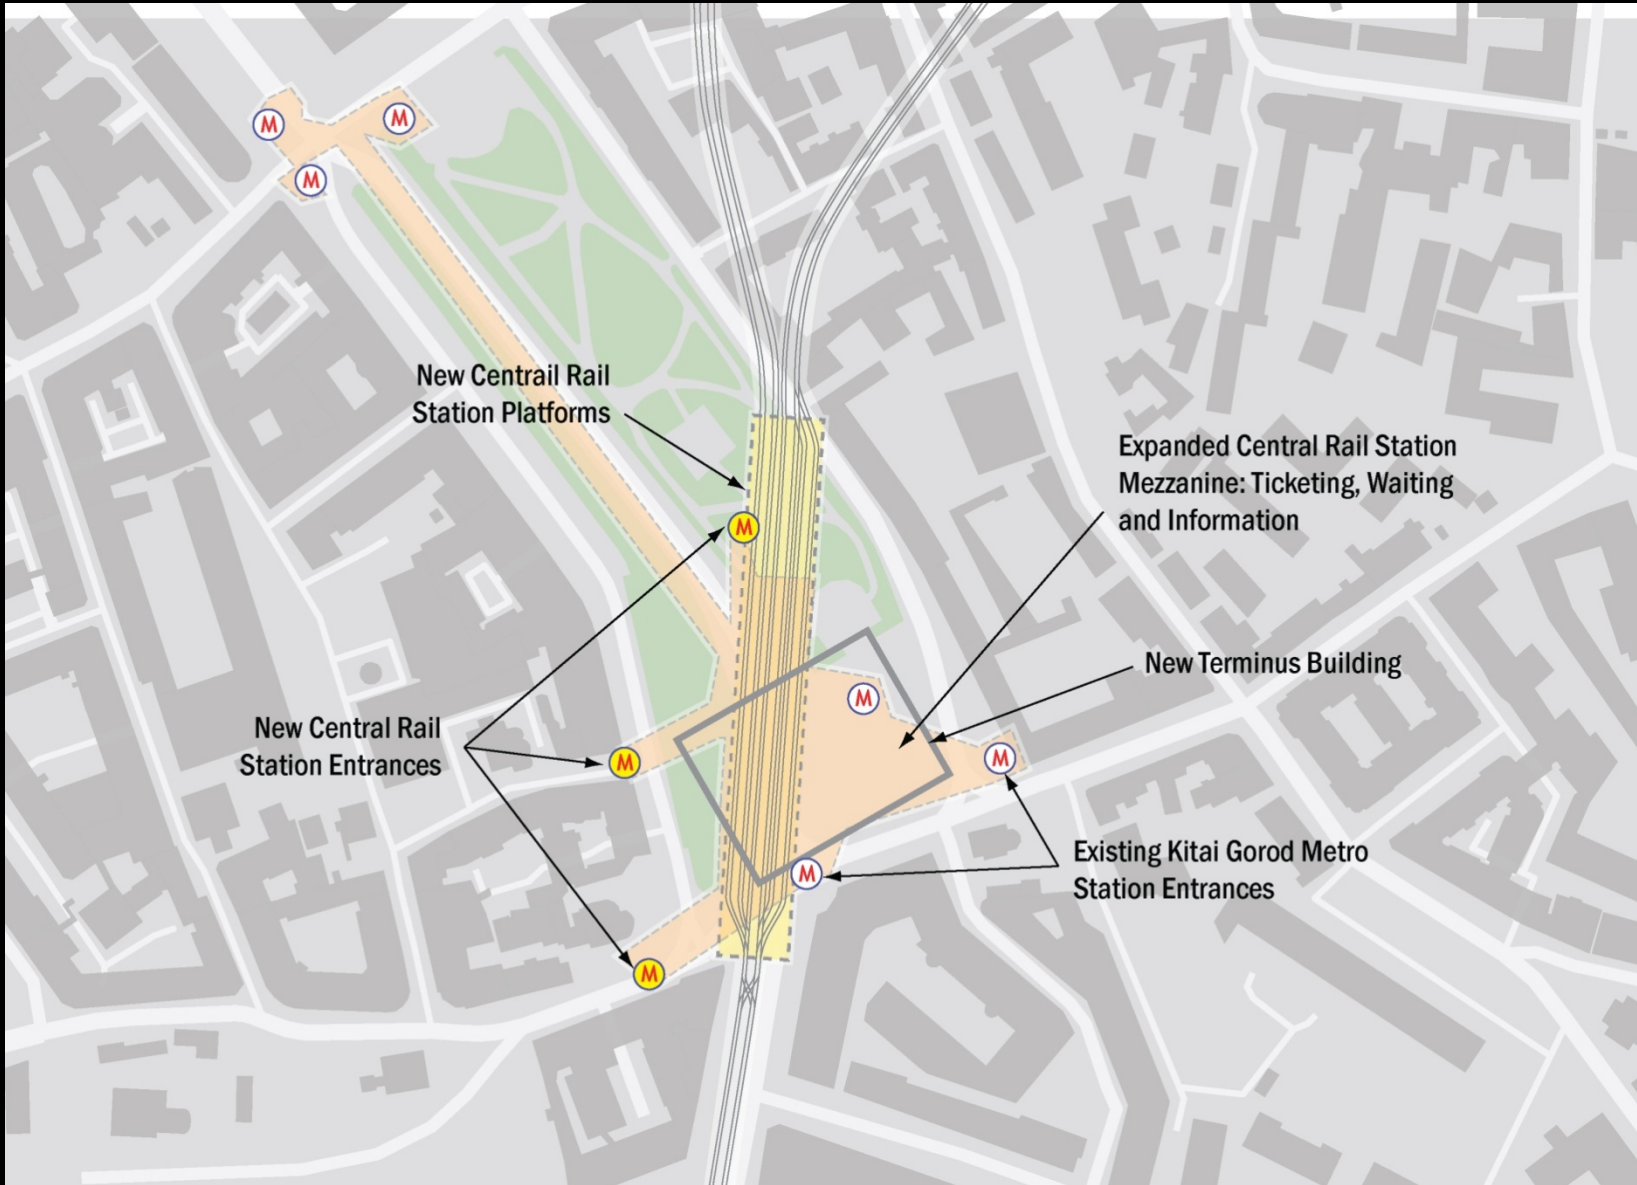 M
M
M
New Centrail Rail
Station Platforms
Expanded Central Rail Station
Mezzanine: Ticketing, Waiting
and Information
M
New Terminus Building
M
New Central Rail
Station Entrances
M
M
M
Existing Kitai Gorod Metro
Station Entrances
M
M